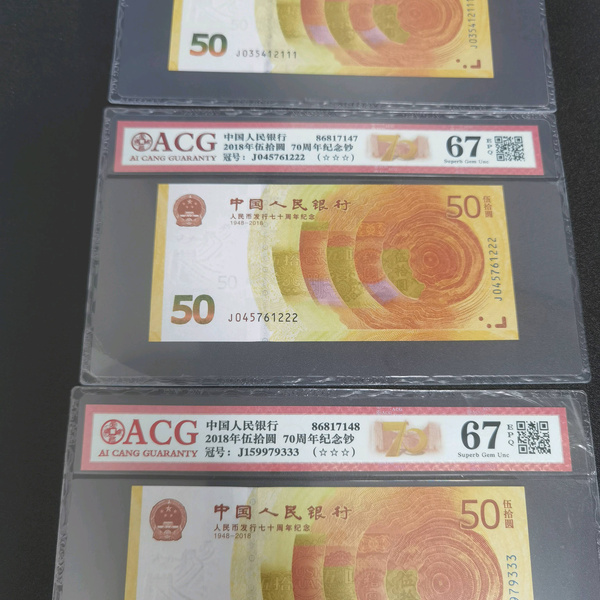 50
J035412111
J035412111
ACG
AI CANG GUARANTY
中国人民银行 86817147
2018年伍拾圆 70周年纪念钞
冠号: J045761222 (☆☆☆)
70
67
EPQ
Superb Gem Unc
中国人民银行
人民币发行七十周年纪念
1948-2018
50
伍拾圆
50
50
J045761222
J045761222
ACG
AI CANG GUARANTY
中国人民银行 86817148
2018年伍拾圆 70周年纪念钞
冠号: J159979333 (☆☆☆)
70
67
EPQ
Superb Gem Unc
中国人民银行
人民币发行七十周年纪念
1948-2018
50
伍拾圆